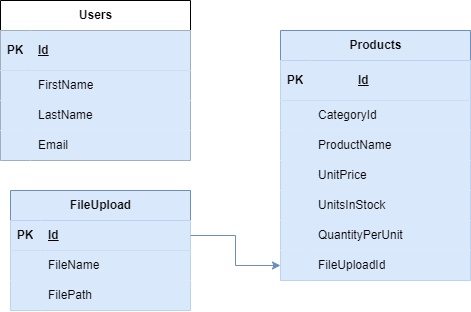 Users
PK Id
FirstName
LastName
Email
Products
PK Id
CategoryId
ProductName
UnitPrice
UnitsInStock
QuantityPerUnit
FileUploadId
FileUpload
PK Id
FileName
FilePath